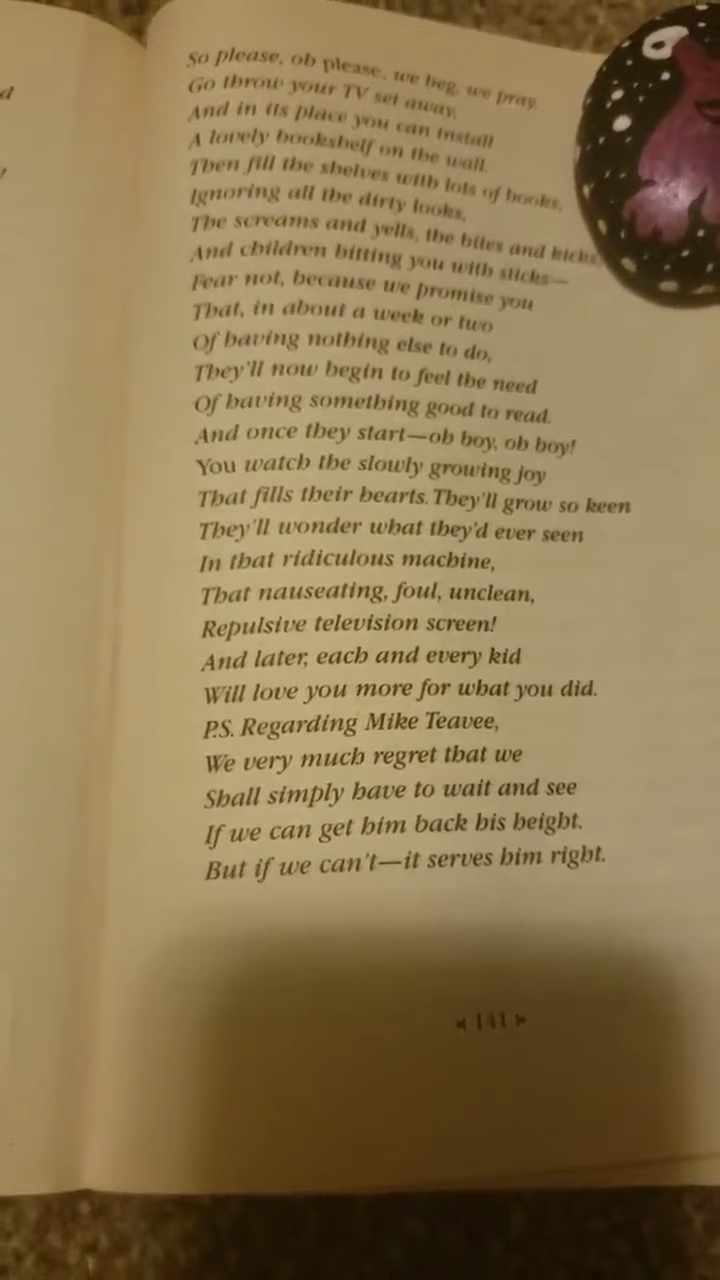 So please, oh please, we beg, we pray,
Go throw your TV set away,
And in its place you can install
A lovely bookshelf on the wall.
Then fill the shelves with lots of books,
Ignoring all the dirty looks,
The screams and yells, the bites and kicks,
And children hitting you with sticks—
Fear not, because we promise you
That, in about a week or two
Of having nothing else to do,
They'll now begin to feel the need
Of having something good to read.
And once they start—oh boy, oh boy!
You watch the slowly growing joy
That fills their hearts. They'll grow so keen
They'll wonder what they'd ever seen
In that ridiculous machine,
That nauseating, foul, unclean,
Repulsive television screen!
And later, each and every kid
Will love you more for what you did.
P.S. Regarding Mike Teavee,
We very much regret that we
Shall simply have to wait and see
If we can get him back his height.
But if we can't—it serves him right.
141